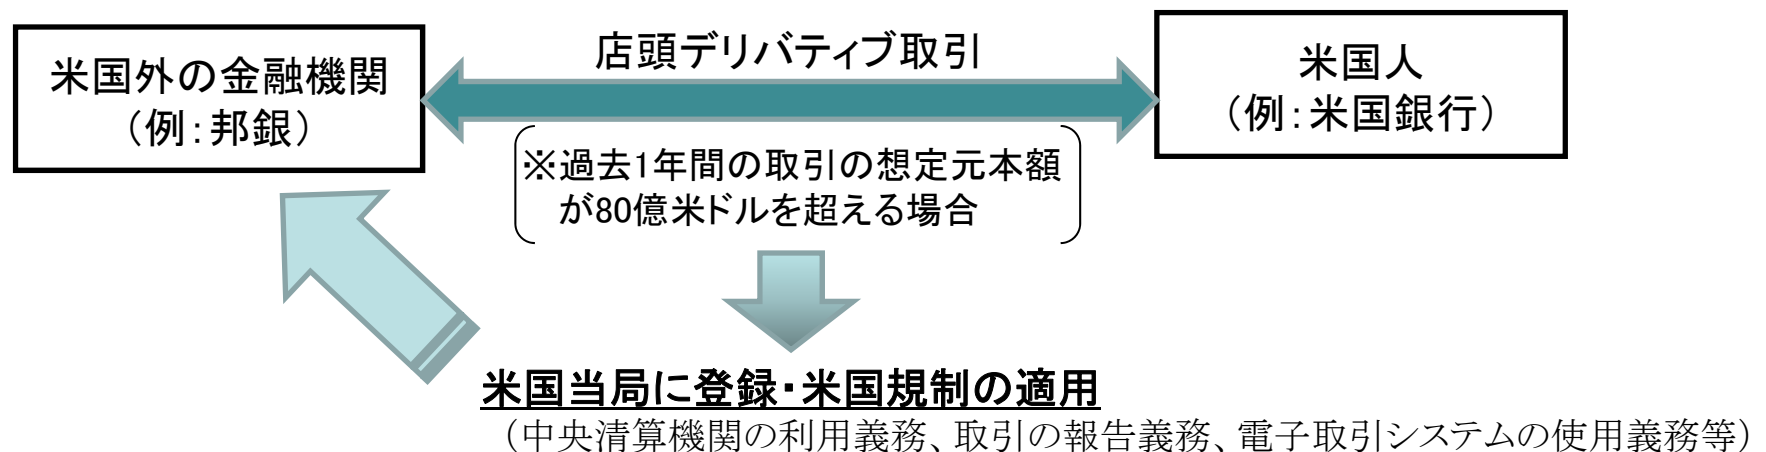 米国外の金融機関
（例：邦銀）
店頭デリバティブ取引
米国人
（例：米国銀行）
※過去1年間の取引の想定元本額
が80億米ドルを超える場合
米国当局に登録・米国規制の適用
（中央清算機関の利用義務、取引の報告義務、電子取引システムの使用義務等）